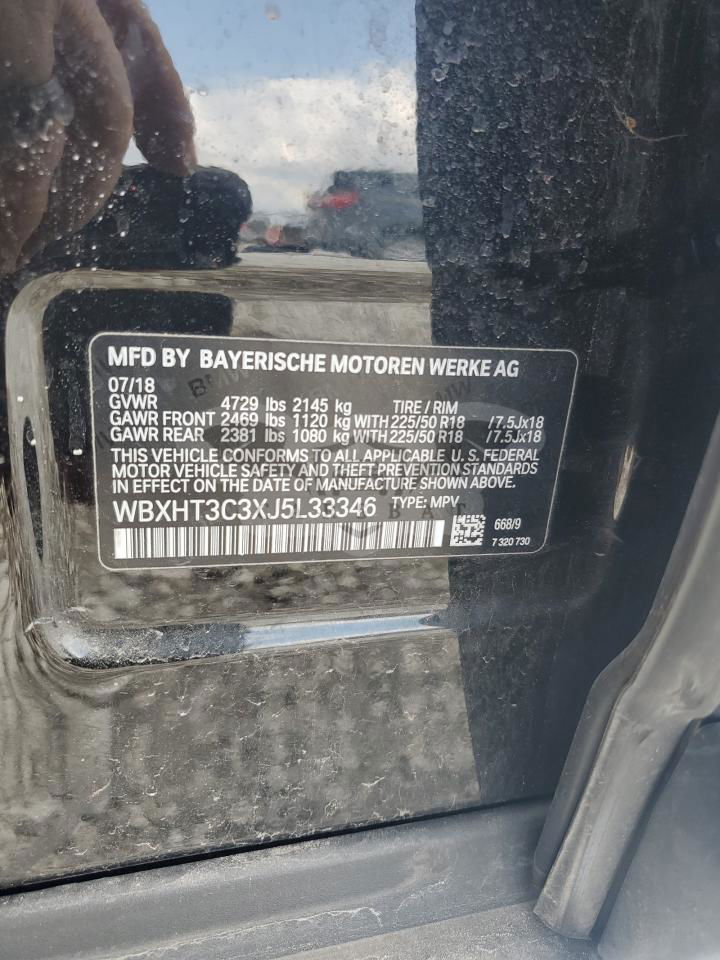 MFD BY BAYERISCHE MOTOREN WERKE AG
07/18
GVWR 4729 lbs 2145 kg TIRE / RIM
GAWR FRONT 2469 lbs 1120 kg WITH 225/50 R18 /7.5Jx18
GAWR REAR 2381 lbs 1080 kg WITH 225/50 R18 /7.5Jx18
THIS VEHICLE CONFORMS TO ALL APPLICABLE U. S. FEDERAL
MOTOR VEHICLE SAFETY AND THEFT PREVENTION STANDARDS
IN EFFECT ON THE DATE OF MANUFACTURE SHOWN ABOVE.
WBXHT3C3XJ5L33346 TYPE: MPV
668/9
7 320 730